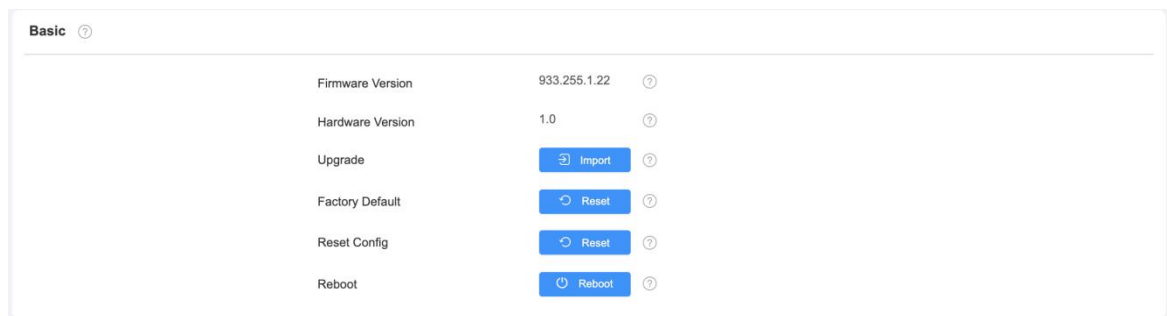 Basic ?
Firmware Version 933.255.1.22 ?
Hardware Version 1.0 ?
Upgrade Import ?
Factory Default Reset ?
Reset Config Reset ?
Reboot Reboot ?